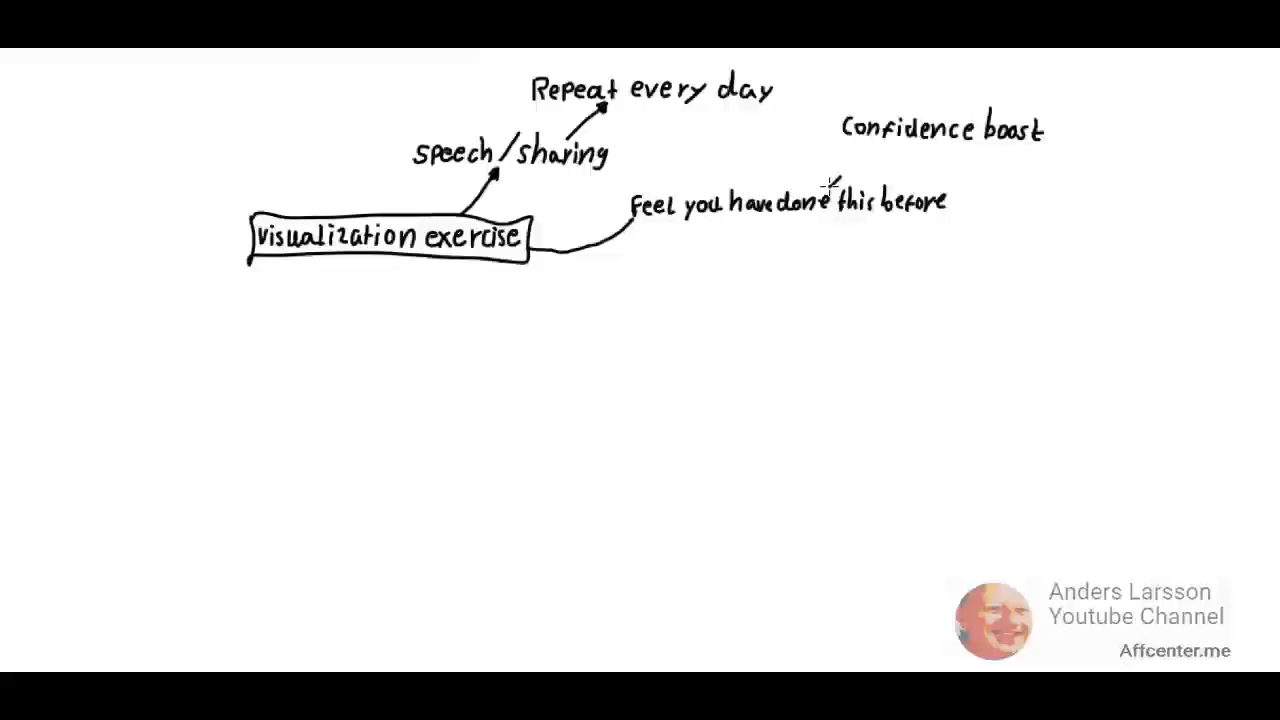 Repeat every day
Confidence boost
speech/sharing
Feel you have done this before
visualization exercise
Anders Larsson
Youtube Channel
Affcenter.me